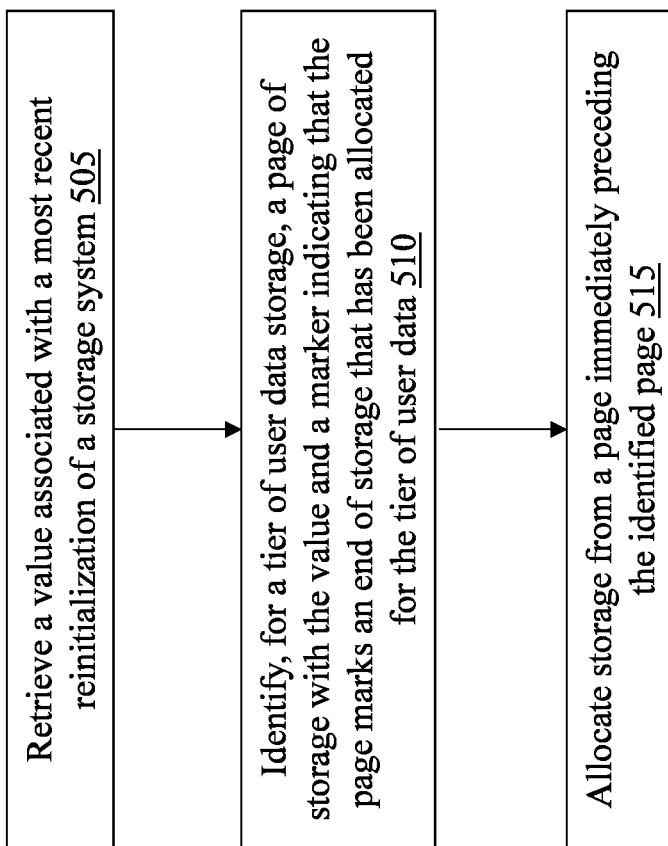 Retrieve a value associated with a most recent
reinitialization of a storage system 505
Identify, for a tier of user data storage, a page of
storage with the value and a marker indicating that the
page marks an end of storage that has been allocated
for the tier of user data 510
Allocate storage from a page immediately preceding
the identified page 515